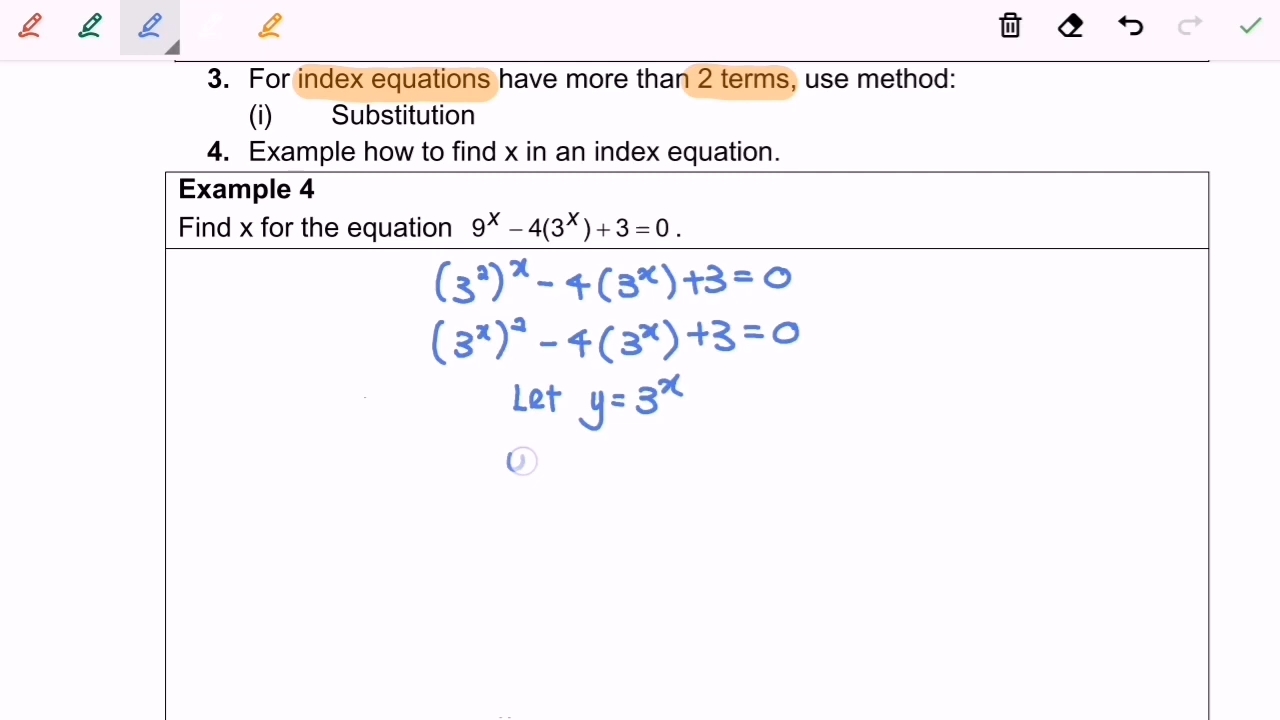 3. For index equations have more than 2 terms, use method:
(i) Substitution
4. Example how to find x in an index equation.
Example 4
Find x for the equation 9^x − 4(3^x) + 3 = 0 .
(3²)^x − 4(3^x) + 3 = 0
(3^x)² − 4(3^x) + 3 = 0
Let y = 3^x